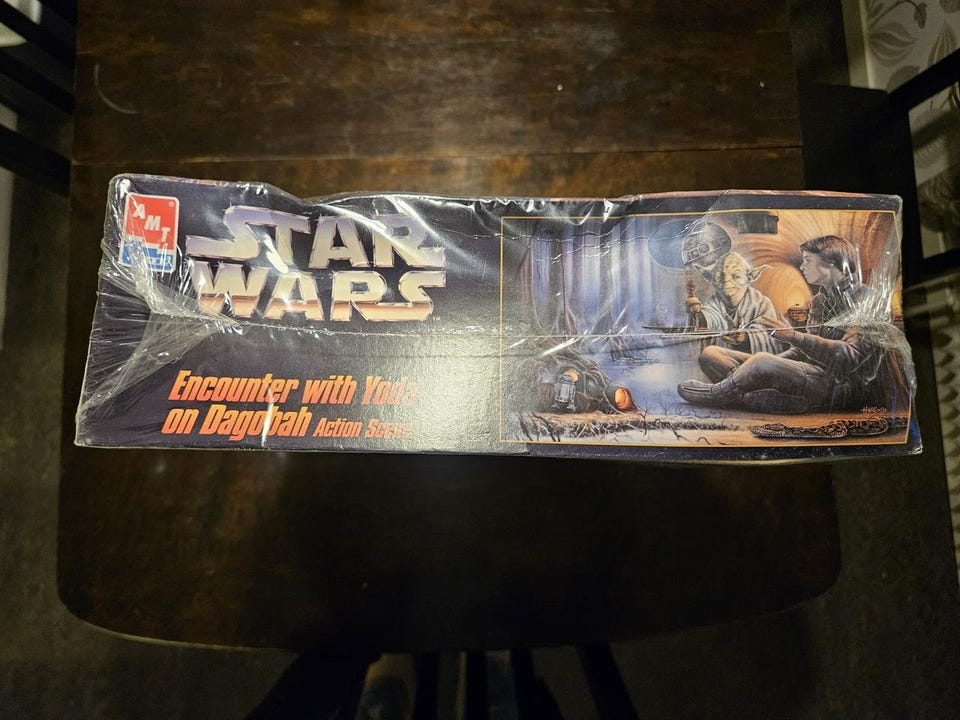 AMT
STAR
WARS
Encounter with Yoda
on Dagobah Action Scene